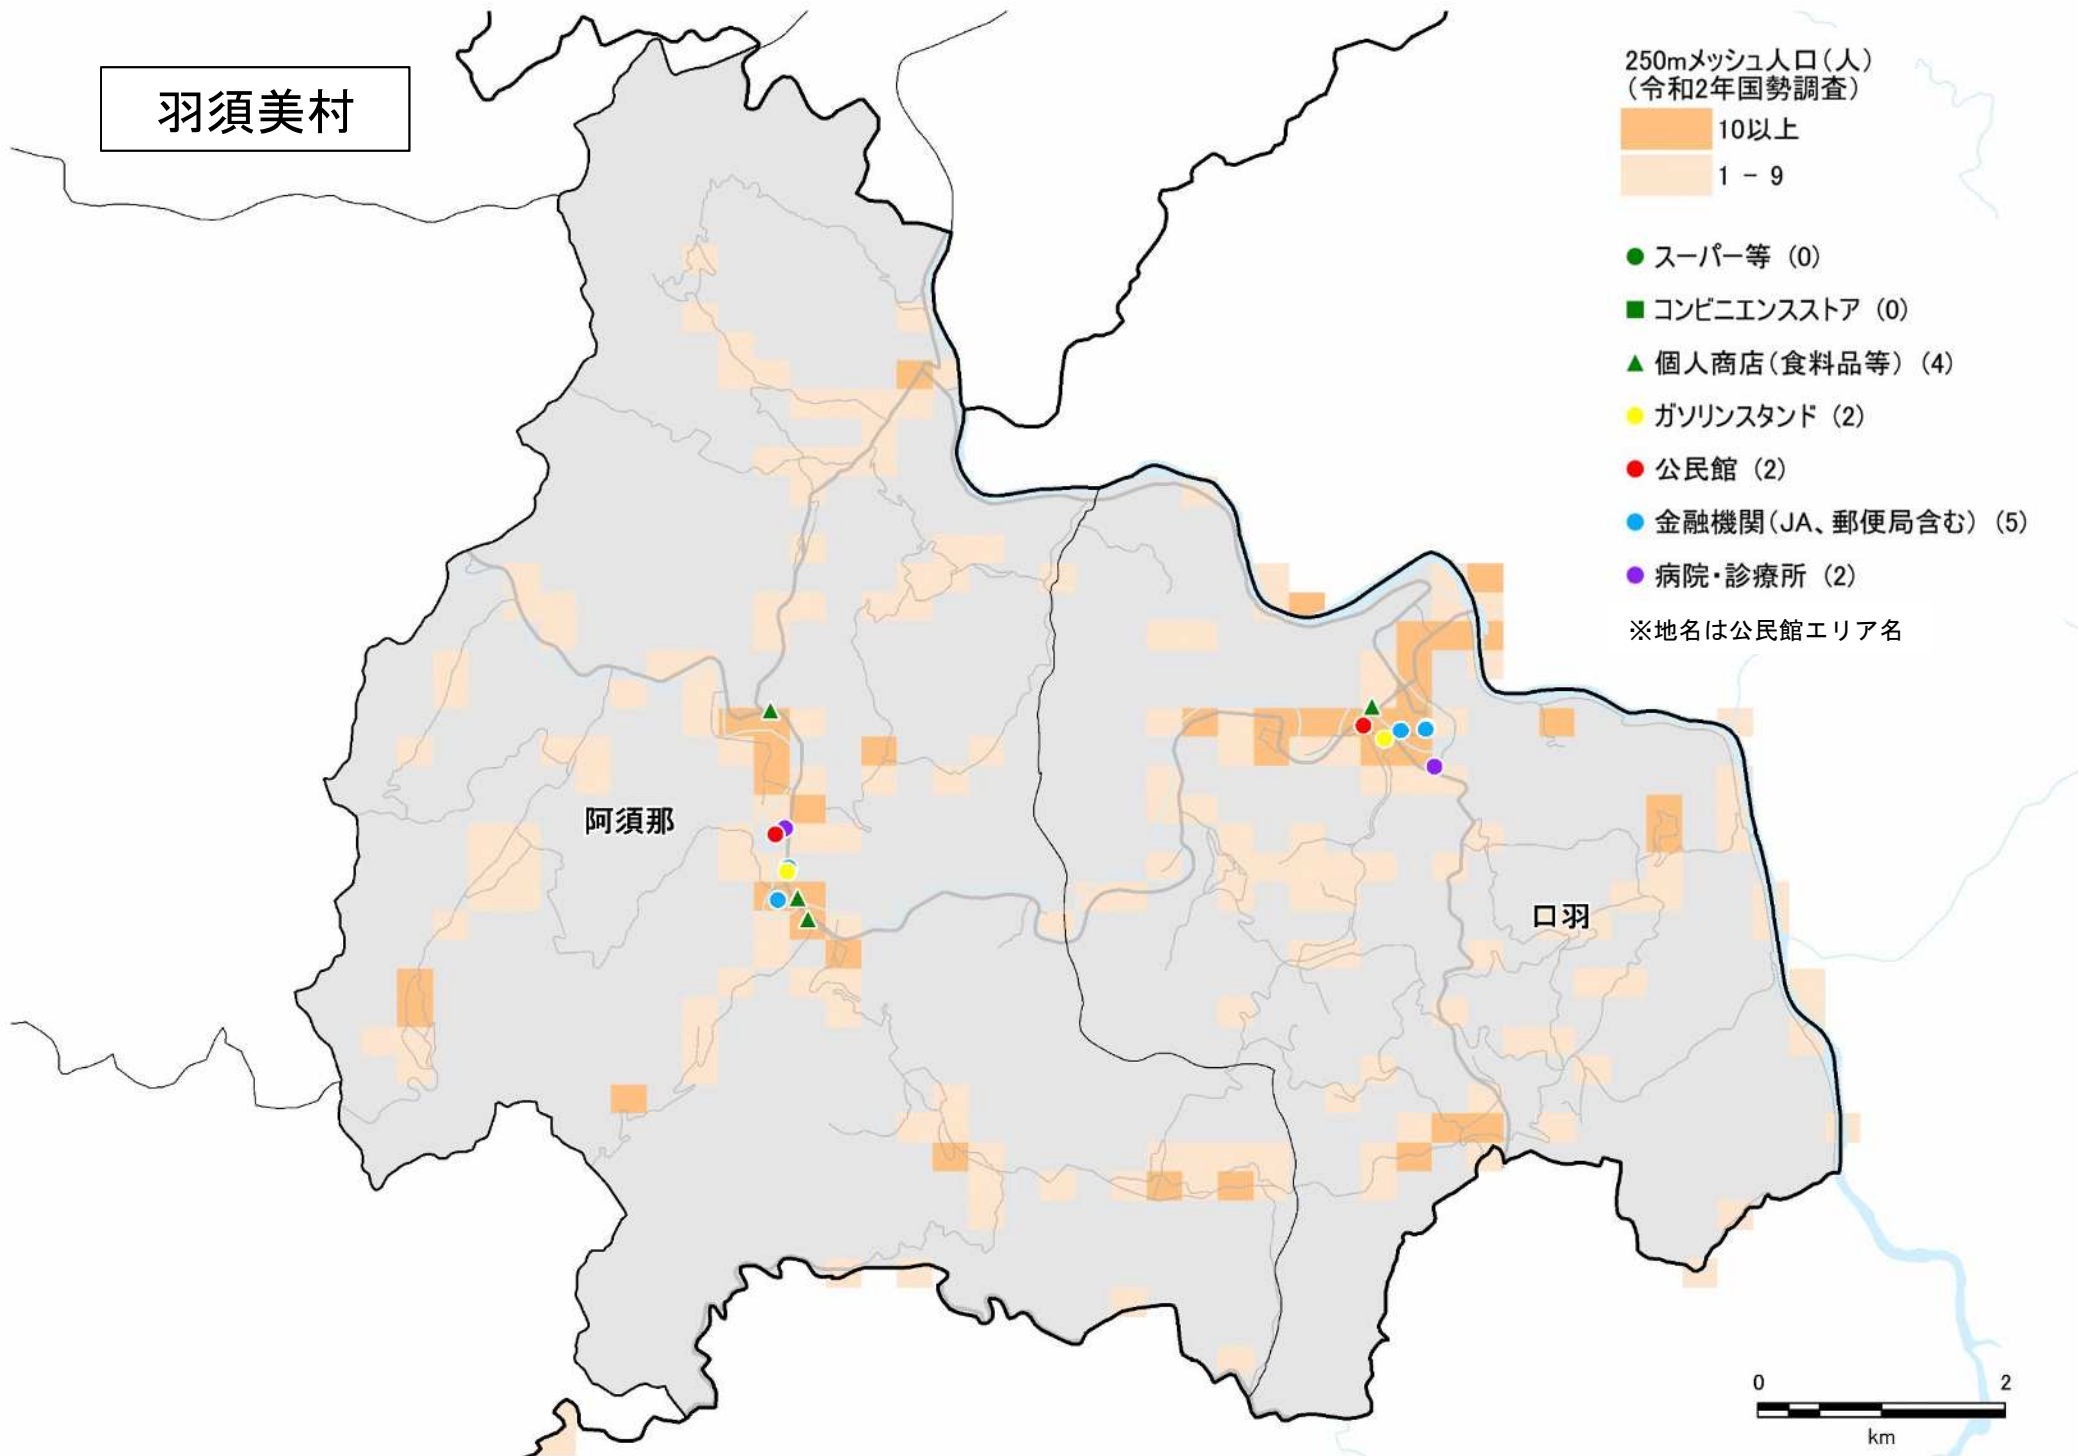 羽須美村
250mメッシュ人口(人)
(令和2年国勢調査)
10以上
1 - 9
スーパー等 (0)
コンビニエンスストア (0)
個人商店(食料品等) (4)
ガソリンスタンド (2)
公民館 (2)
金融機関(JA、郵便局含む) (5)
病院・診療所 (2)
※地名は公民館エリア名
阿須那
口羽
0 2
km